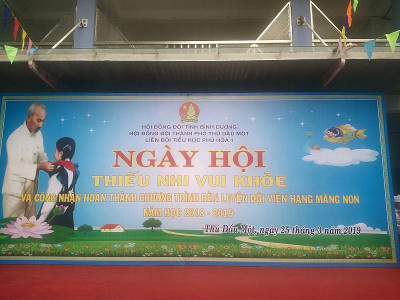 HỘI ĐỒNG ĐỘI TỈNH BÌNH DƯƠNG
HỘI ĐỒNG ĐỘI THÀNH PHỐ THỦ DẦU MỘT
LIÊN ĐỘI TIỂU HỌC PHÚ HÒA 1
NGÀY HỘI
THIẾU NHI VUI KHỎE
VÀ CÔNG NHẬN HOÀN THÀNH CHƯƠNG TRÌNH RÈN LUYỆN ĐỘI VIÊN HẠNG MĂNG NON
NĂM HỌC 2018 - 2019
Thủ Dầu Một, ngày 25 tháng 3 năm 2019